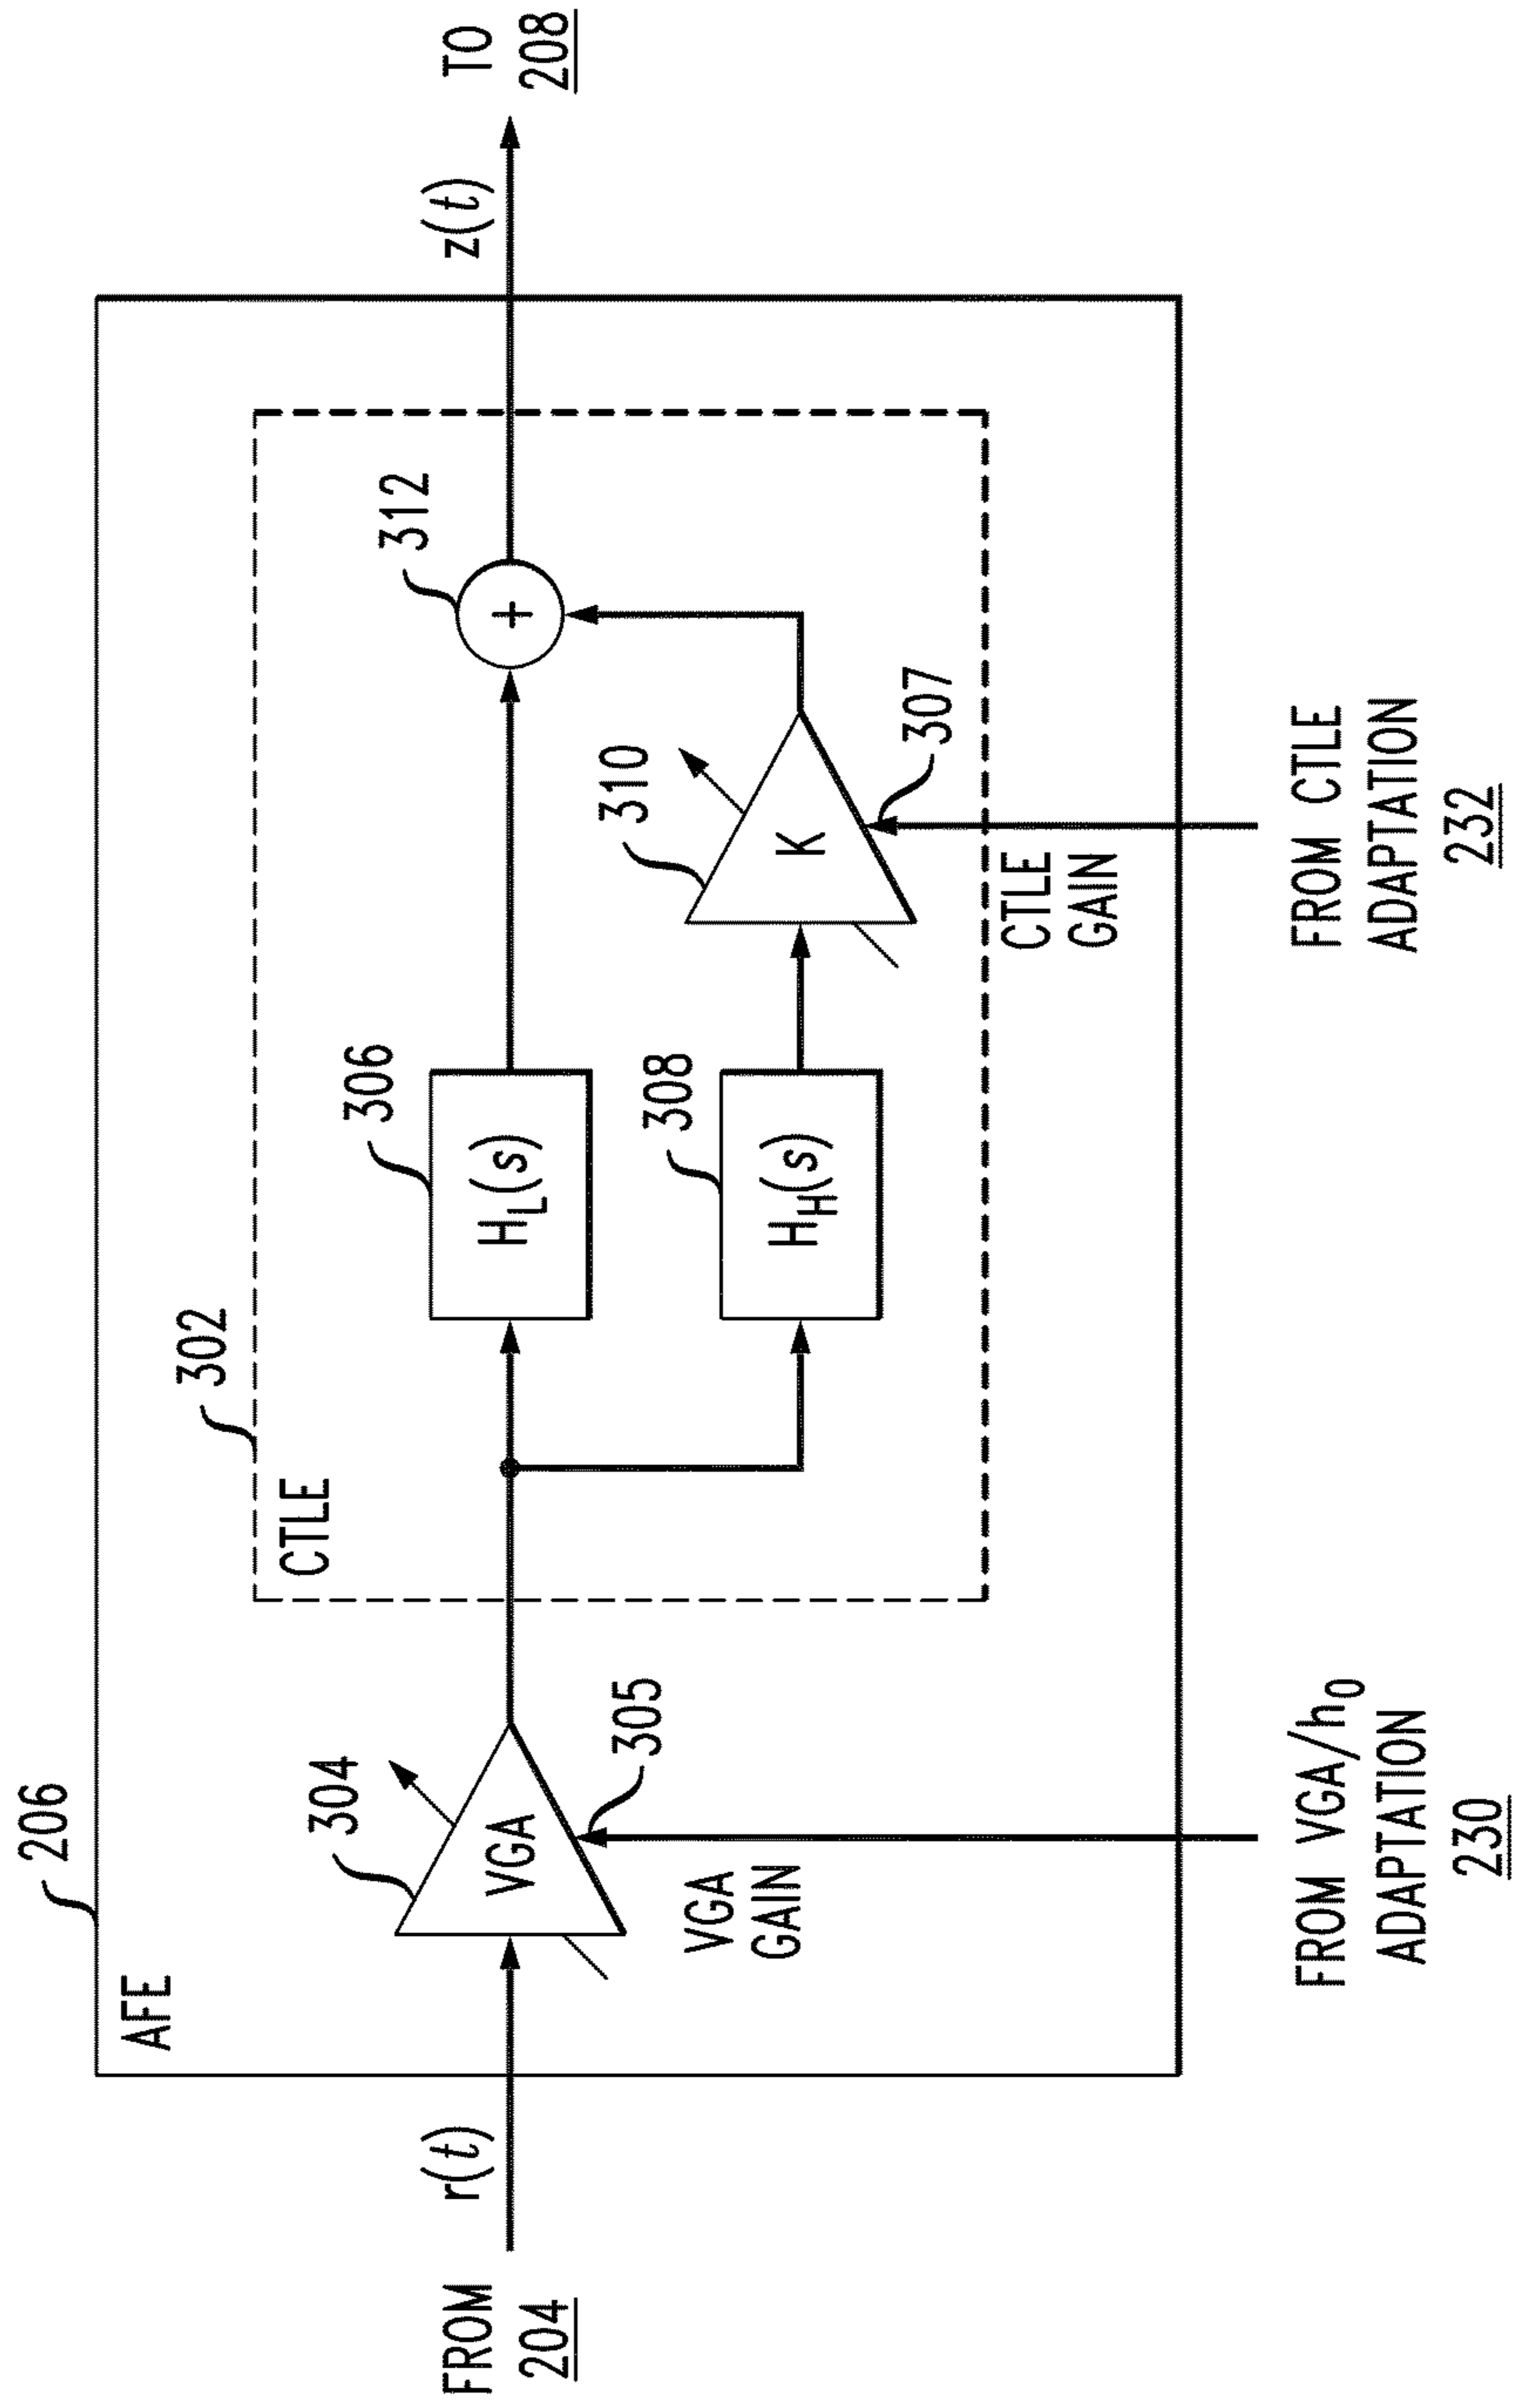 206
AFE
302
CTLE
FROM
204
r(t)
304
VGA
305
VGA
GAIN
306
H_L(s)
308
H_H(s)
310
K
307
CTLE
GAIN
312
+
z(t)
TO
208
FROM VGA/h_0
ADAPTATION
230
FROM CTLE
ADAPTATION
232